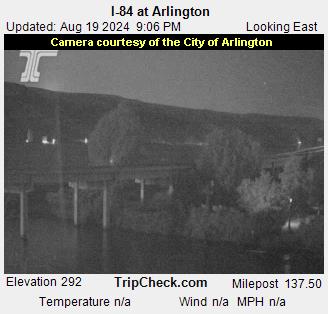 I-84 at Arlington
Updated: Aug 19 2024 9:06 PM Looking East
Camera courtesy of the City of Arlington
Elevation 292 TripCheck.com Milepost 137.50
Temperature n/a Wind n/a MPH n/a